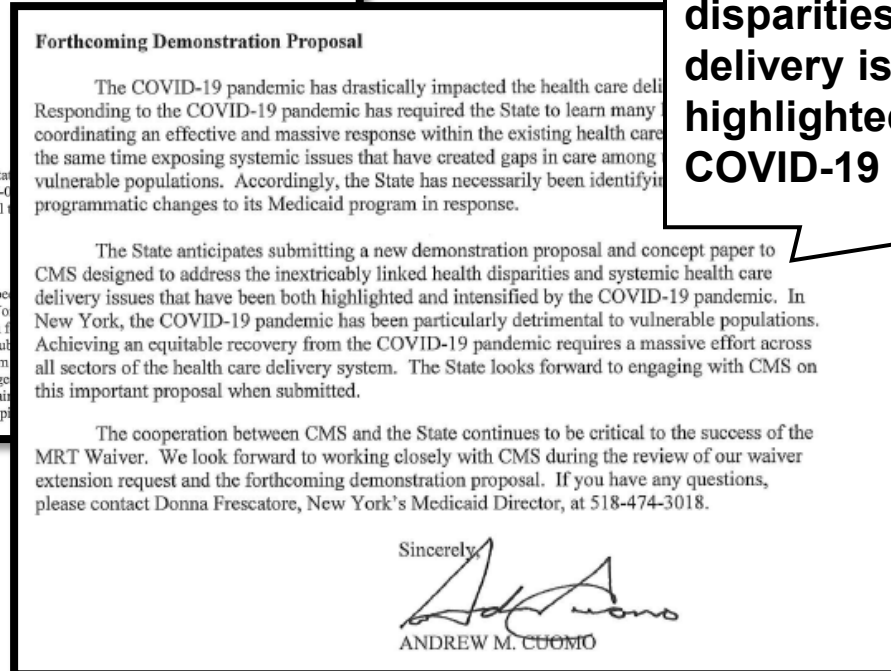 disparities
delivery is
highlighted
COVID-19
Forthcoming Demonstration Proposal
The COVID-19 pandemic has drastically impacted the health care deli
Responding to the COVID-19 pandemic has required the State to learn many
coordinating an effective and massive response within the existing health care
the same time exposing systemic issues that have created gaps in care among
vulnerable populations. Accordingly, the State has necessarily been identifyin
programmatic changes to its Medicaid program in response.
The State anticipates submitting a new demonstration proposal and concept paper to
CMS designed to address the inextricably linked health disparities and systemic health care
delivery issues that have been both highlighted and intensified by the COVID-19 pandemic. In
New York, the COVID-19 pandemic has been particularly detrimental to vulnerable populations.
Achieving an equitable recovery from the COVID-19 pandemic requires a massive effort across
all sectors of the health care delivery system. The State looks forward to engaging with CMS on
this important proposal when submitted.
The cooperation between CMS and the State continues to be critical to the success of the
MRT Waiver. We look forward to working closely with CMS during the review of our waiver
extension request and the forthcoming demonstration proposal. If you have any questions,
please contact Donna Frescatore, New York's Medicaid Director, at 518-474-3018.
Sincerely,
ANDREW M. CUOMO